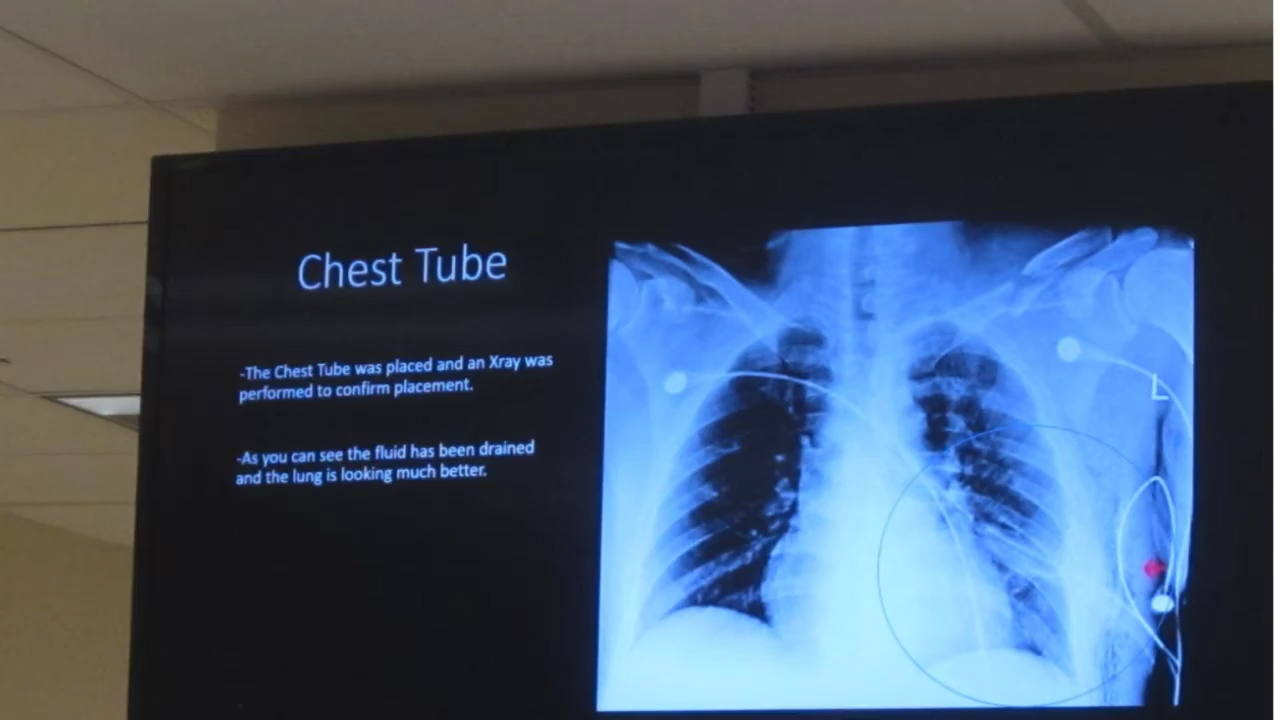 Chest Tube
-The Chest Tube was placed and an Xray was
performed to confirm placement.
-As you can see the fluid has been drained
and the lung is looking much better.
L